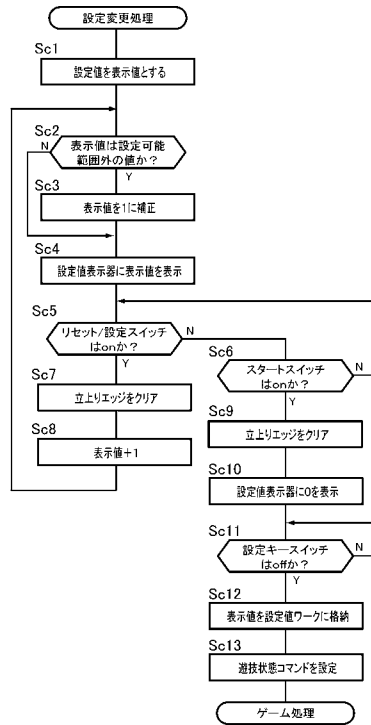 設定変更処理
Sc1
設定値を表示値とする
Sc2
N
表示値は設定可能
範囲外の値か？
Y
Sc3
表示値を1に補正
Sc4
設定値表示器に表示値を表示
Sc5
リセット/設定スイッチ
はonか？
N
Y
Sc6
スタートスイッチ
はonか？
N
Y
Sc7
立上りエッジをクリア
Sc8
表示値+1
Sc9
立上りエッジをクリア
Sc10
設定値表示器に0を表示
Sc11
設定キースイッチ
はoffか？
N
Y
Sc12
表示値を設定値ワークに格納
Sc13
遊技状態コマンドを設定
ゲーム処理